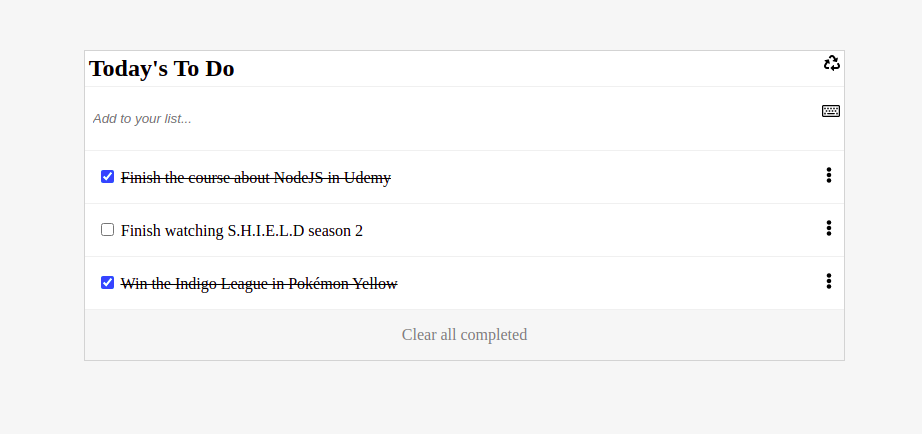 Today's To Do
Add to your list...
Finish the course about NodeJS in Udemy
Finish watching S.H.I.E.L.D season 2
Win the Indigo League in Pokémon Yellow
Clear all completed